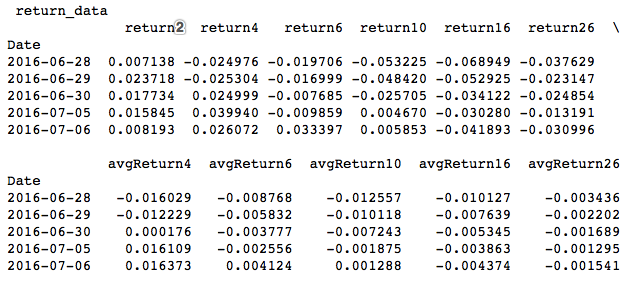 return_data
return2 return4 return6 return10 return16 return26 \
Date
2016-06-28 0.007138 -0.024976 -0.019706 -0.053225 -0.068949 -0.037629
2016-06-29 0.023718 -0.025304 -0.016999 -0.048420 -0.052925 -0.023147
2016-06-30 0.017734 0.024999 -0.007685 -0.025705 -0.034122 -0.024854
2016-07-05 0.015845 0.039940 -0.009859 0.004670 -0.030280 -0.013191
2016-07-06 0.008193 0.026072 0.033397 0.005853 -0.041893 -0.030996
avgReturn4 avgReturn6 avgReturn10 avgReturn16 avgReturn26
Date
2016-06-28 -0.016029 -0.008768 -0.012557 -0.010127 -0.003436
2016-06-29 -0.012229 -0.005832 -0.010118 -0.007639 -0.002202
2016-06-30 0.000176 -0.003777 -0.007243 -0.005345 -0.001689
2016-07-05 0.016109 -0.002556 -0.001875 -0.003863 -0.001295
2016-07-06 0.016373 0.004124 0.001288 -0.004374 -0.001541